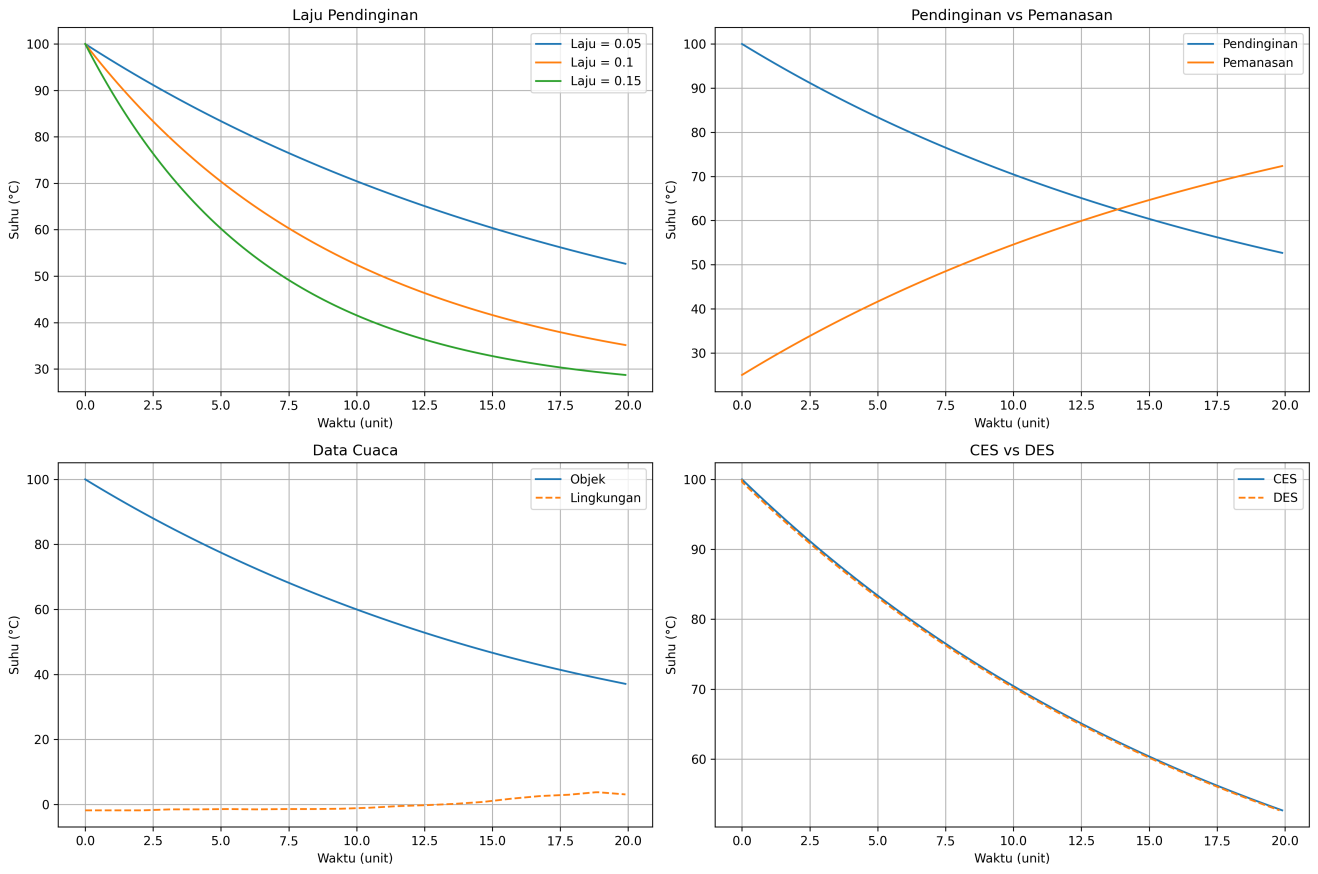 Laju Pendinginan
Suhu (°C)
100
90
80
70
60
50
40
30
0.0 2.5 5.0 7.5 10.0 12.5 15.0 17.5 20.0
Waktu (unit)
Laju = 0.05
Laju = 0.1
Laju = 0.15
Pendinginan vs Pemanasan
Suhu (°C)
100
90
80
70
60
50
40
30
0.0 2.5 5.0 7.5 10.0 12.5 15.0 17.5 20.0
Waktu (unit)
Pendinginan
Pemanasan
Data Cuaca
Suhu (°C)
100
80
60
40
20
0
0.0 2.5 5.0 7.5 10.0 12.5 15.0 17.5 20.0
Waktu (unit)
Objek
Lingkungan
CES vs DES
Suhu (°C)
100
90
80
70
60
0.0 2.5 5.0 7.5 10.0 12.5 15.0 17.5 20.0
Waktu (unit)
CES
DES